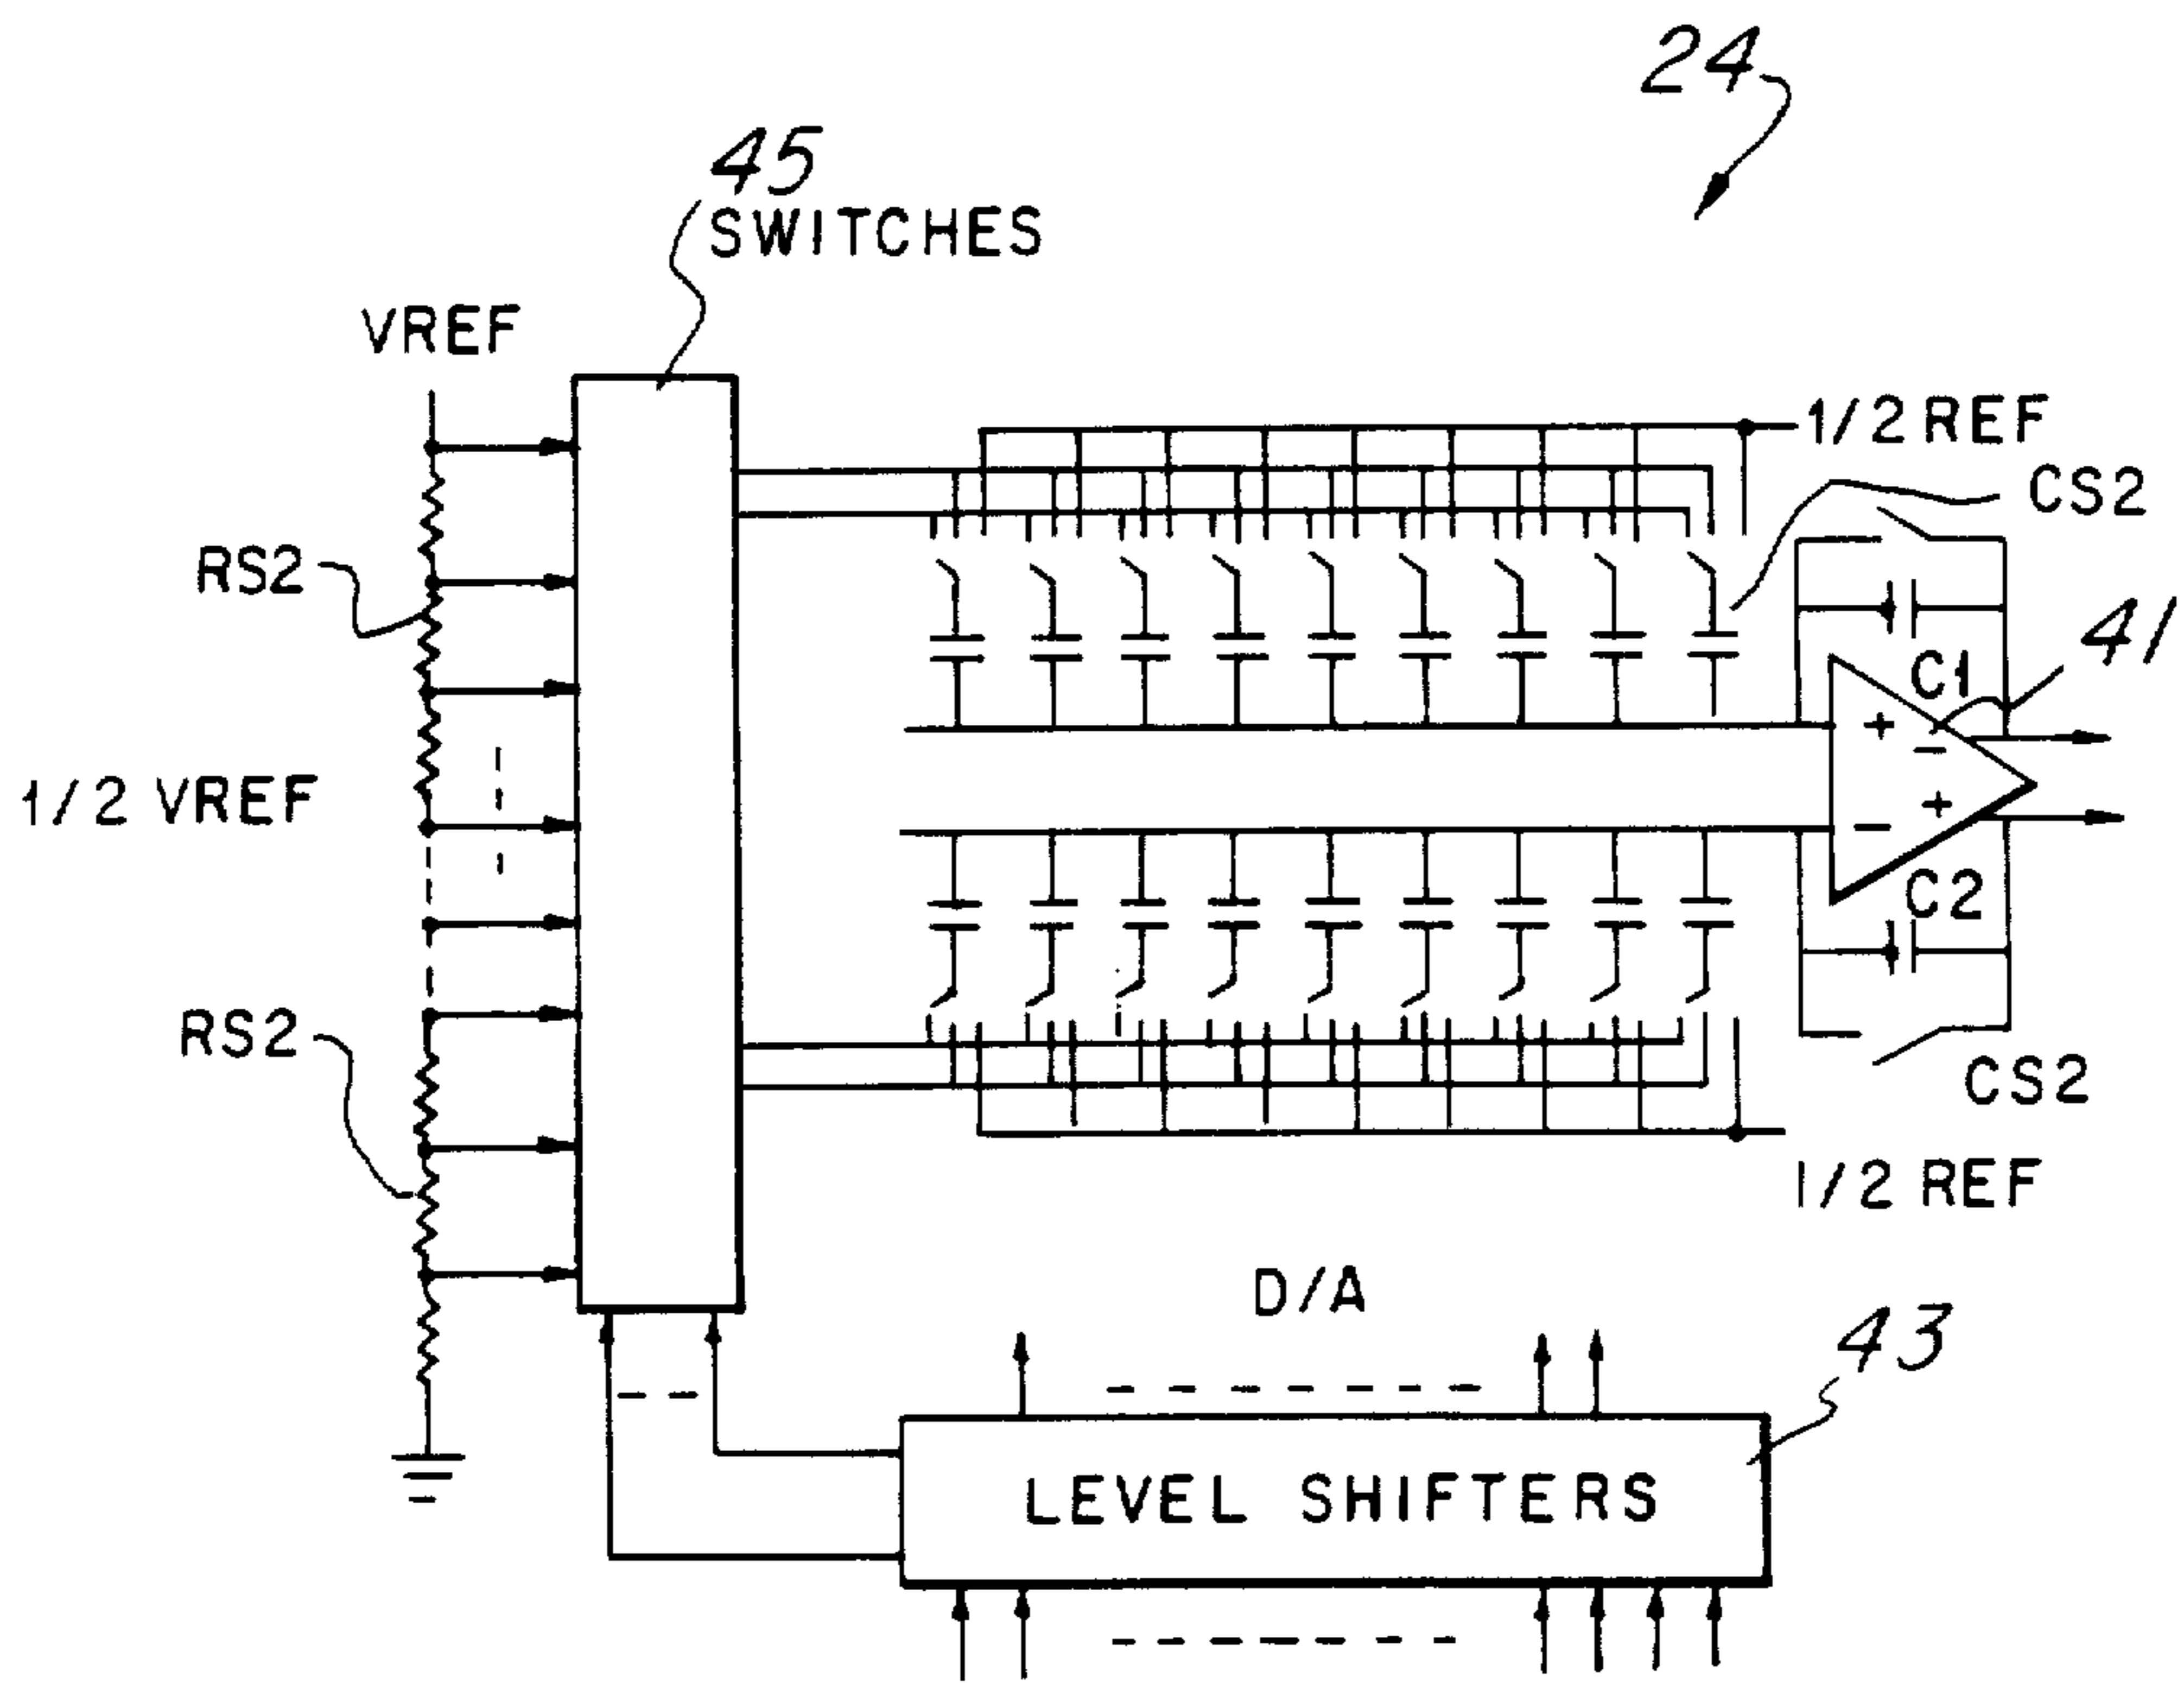 24
45
SWITCHES
VREF
1/2 REF
CS2
RS2
41
C1
+
−
1/2 VREF
+
−
C2
RS2
CS2
1/2 REF
D/A
43
LEVEL SHIFTERS